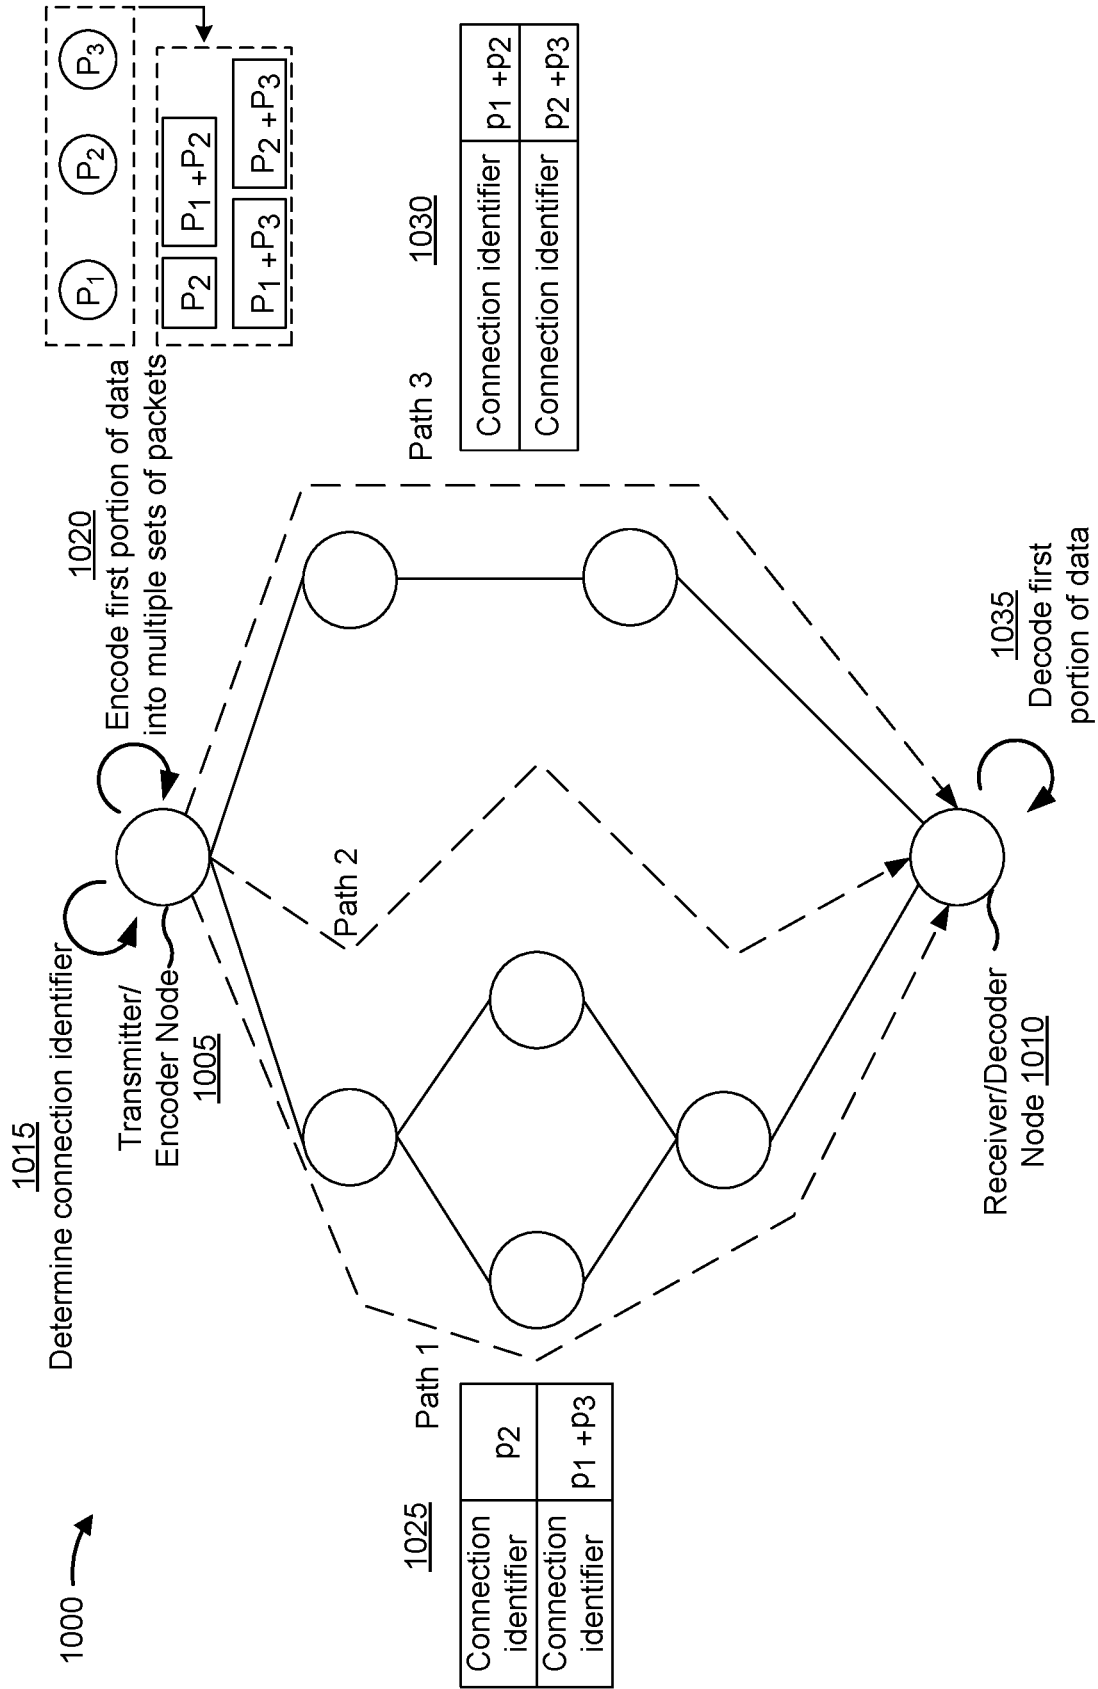 1000
1015
Determine connection identifier
Transmitter/
Encoder Node
1005
1020
Encode first portion of data
into multiple sets of packets
P1
P2
P3
P2
P1 +P2
P1 +P3
P2 +P3
1025
Path 1
Connection
identifier
p2
Connection
identifier
p1 +p3
Path 2
Path 3
1030
Connection identifier
p1 +p2
Connection identifier
p2 +p3
Receiver/Decoder
Node 1010
1035
Decode first
portion of data